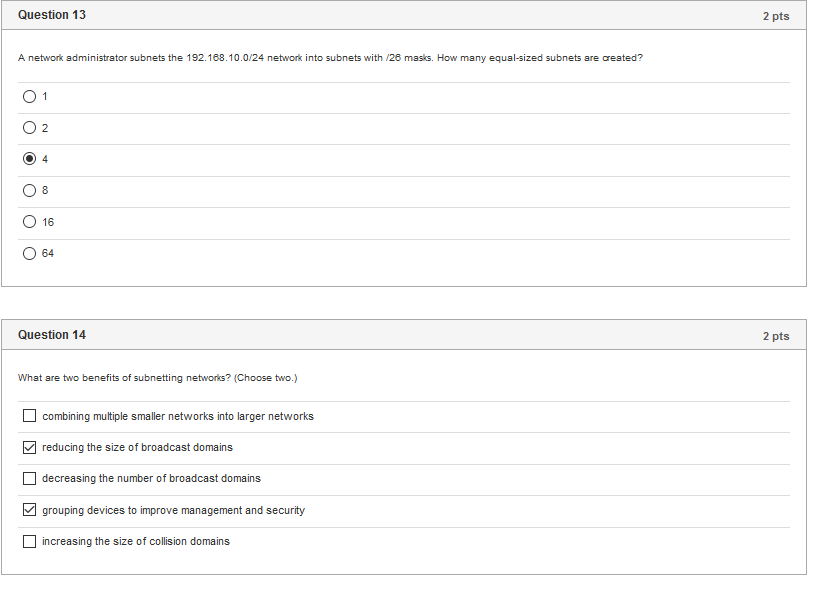 Question 13
2 pts
A network administrator subnets the 192.168.10.0/24 network into subnets with /26 masks. How many equal-sized subnets are created?
1
2
4
8
16
64
Question 14
2 pts
What are two benefits of subnetting networks? (Choose two.)
combining multiple smaller networks into larger networks
reducing the size of broadcast domains
decreasing the number of broadcast domains
grouping devices to improve management and security
increasing the size of collision domains